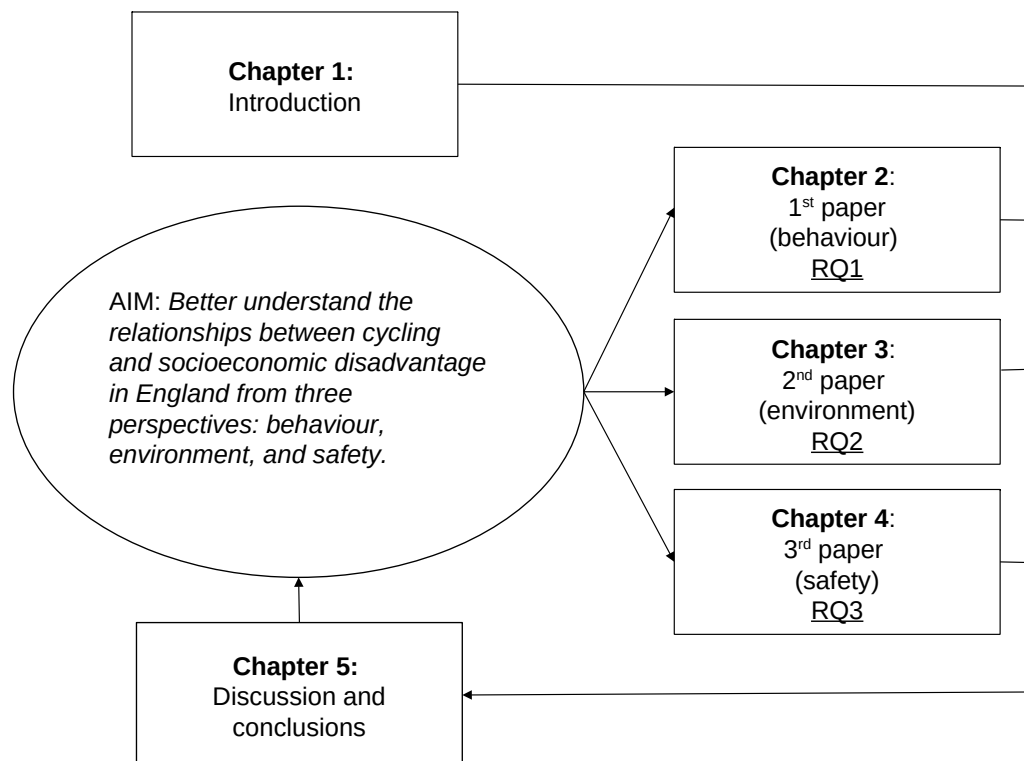 Chapter 1:
Introduction
Chapter 2:
1st paper
(behaviour)
RQ1
AIM: Better understand the
relationships between cycling
and socioeconomic disadvantage
in England from three
perspectives: behaviour,
environment, and safety.
Chapter 3:
2nd paper
(environment)
RQ2
Chapter 4:
3rd paper
(safety)
RQ3
Chapter 5:
Discussion and
conclusions